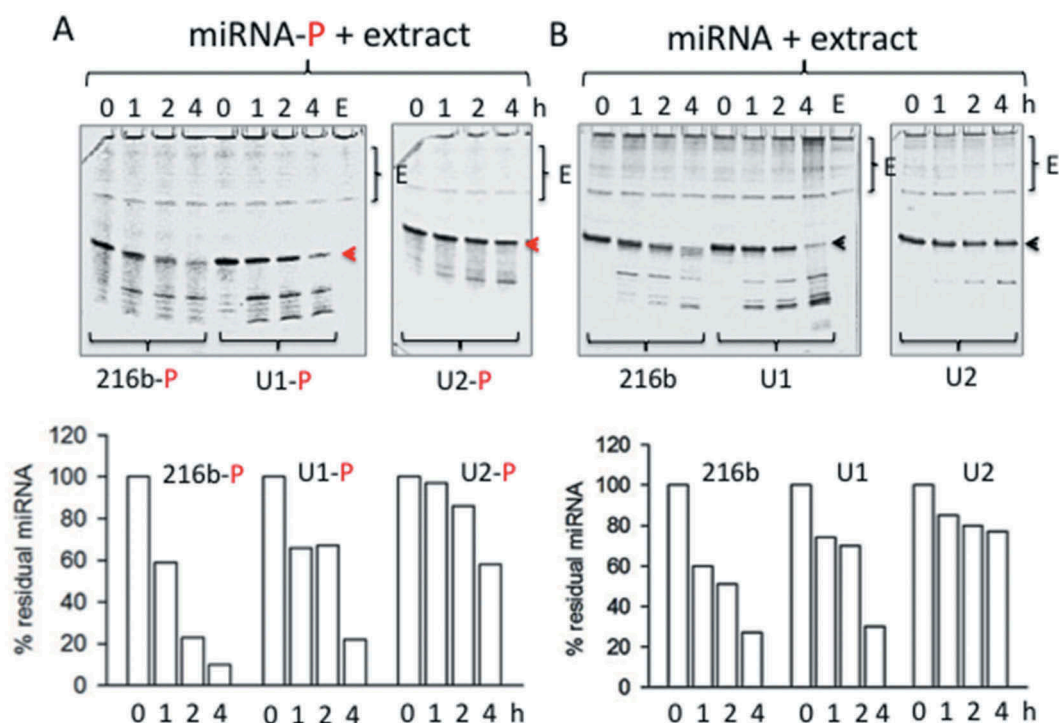 A
miRNA-P + extract
0 1 2 4 0 1 2 4 E 0 1 2 4 h
E
E
216b-P U1-P U2-P
B
miRNA + extract
0 1 2 4 0 1 2 4 E 0 1 2 4 h
E
E
216b U1 U2
% residual miRNA
120
100
80
60
40
20
0
216b-P U1-P U2-P
0 1 2 4 0 1 2 4 0 1 2 4 h
% residual miRNA
120
100
80
60
40
20
0
216b U1 U2
0 1 2 4 0 1 2 4 0 1 2 4 h